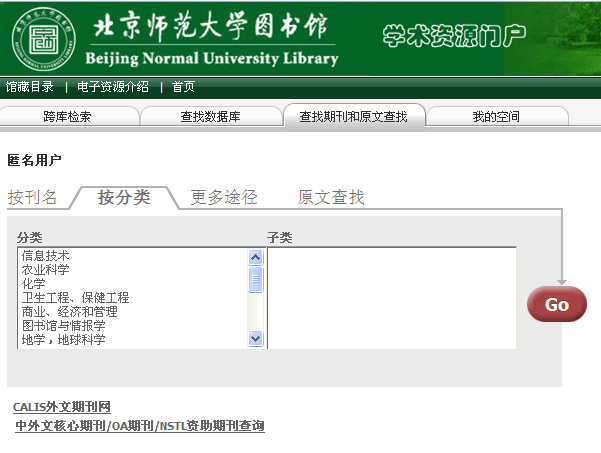 北京师范大学图书馆
Beijing Normal University Library
学术资源门户
馆藏目录 | 电子资源介绍 | 首页
跨库检索 查找数据库 查找期刊和原文查找 我的空间
匿名用户
按刊名 按分类 更多途径 原文查找
分类 子类
信息技术
农业科学
化学
卫生工程、保健工程
商业、经济和管理
图书馆与情报学
地学，地球科学
Go
CALIS外文期刊网
中外文核心期刊/OA期刊/NSTL资助期刊查询